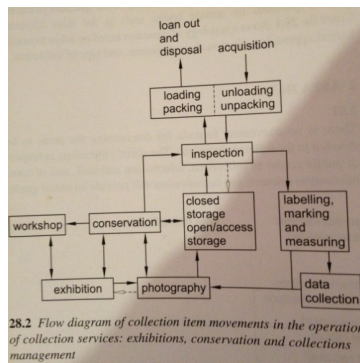 loan out
and
disposal
acquisition
loading
packing
unloading
unpacking
inspection
closed
storage
open/access
storage
labelling,
marking
and
measuring
workshop
conservation
exhibition
photography
data
collection
28.2 Flow diagram of collection item movements in the operation
of collection services: exhibitions, conservation and collections
management